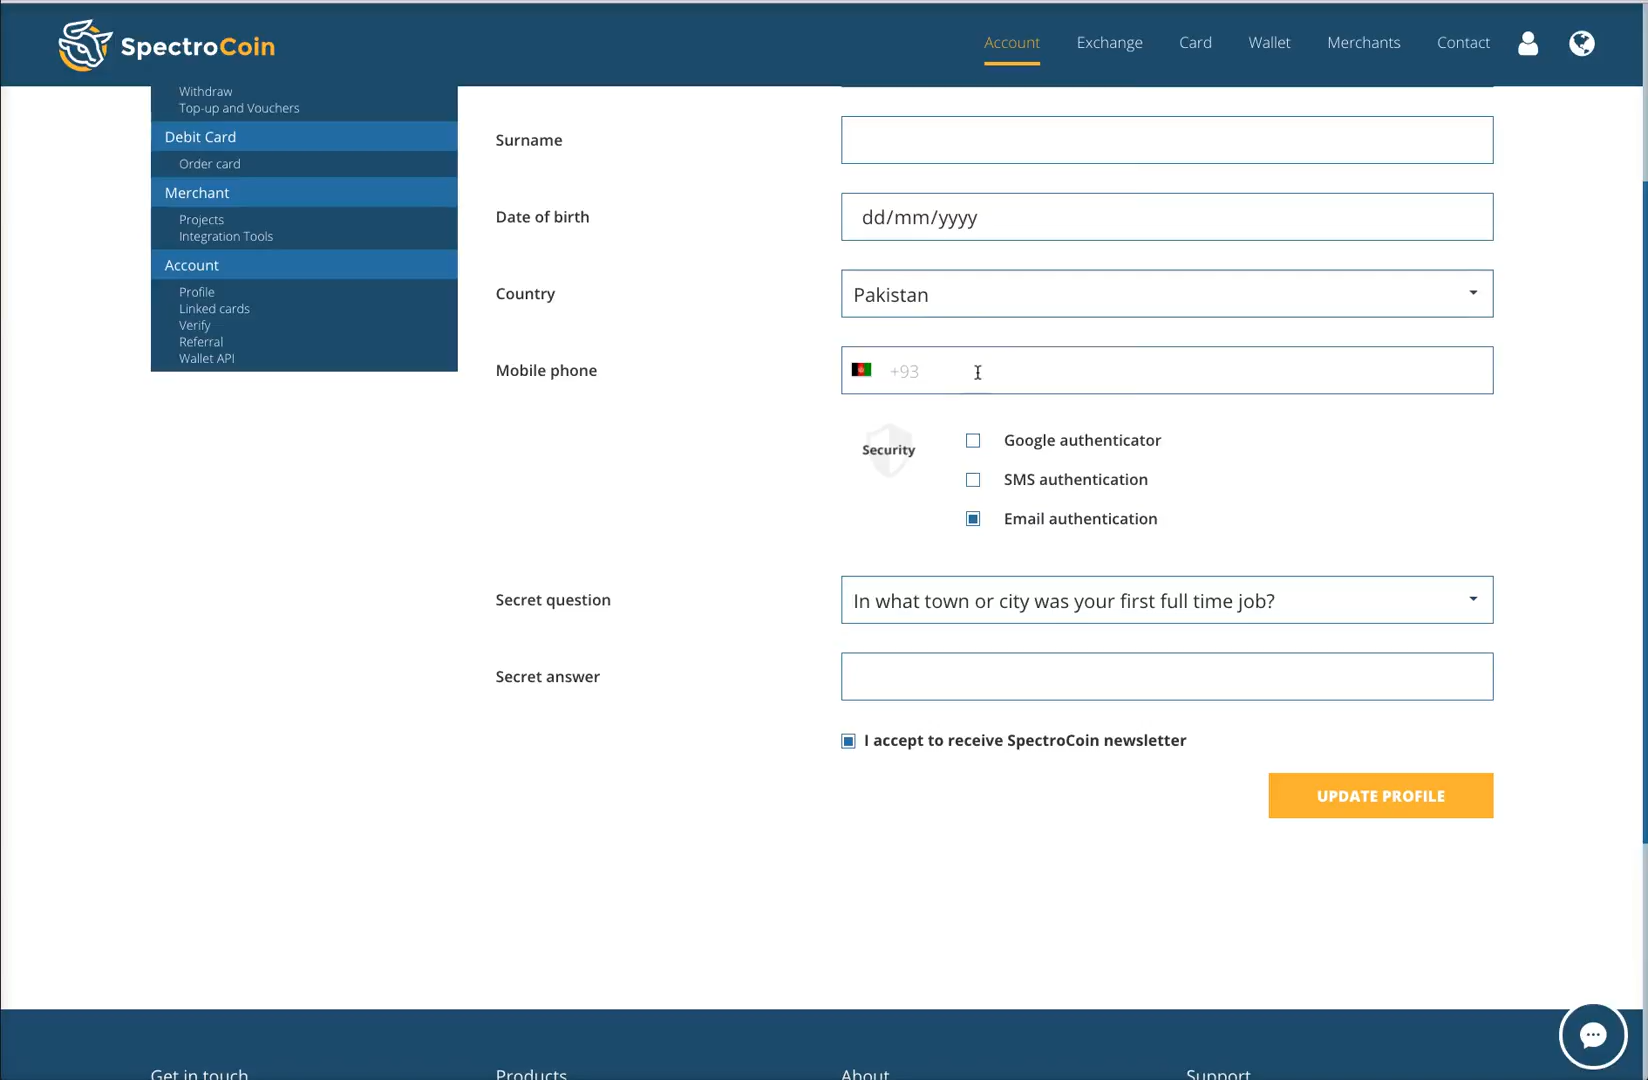 SpectroCoin
Account
Exchange
Card
Wallet
Merchants
Contact
Withdraw
Top-up and Vouchers
Debit Card
Order card
Merchant
Projects
Integration Tools
Account
Profile
Linked cards
Verify
Referral
Wallet API
Surname
Date of birth
dd/mm/yyyy
Country
Pakistan
Mobile phone
+93
Security
Google authenticator
SMS authentication
Email authentication
Secret question
In what town or city was your first full time job?
Secret answer
I accept to receive SpectroCoin newsletter
UPDATE PROFILE
Get in touch
Products
About
Support